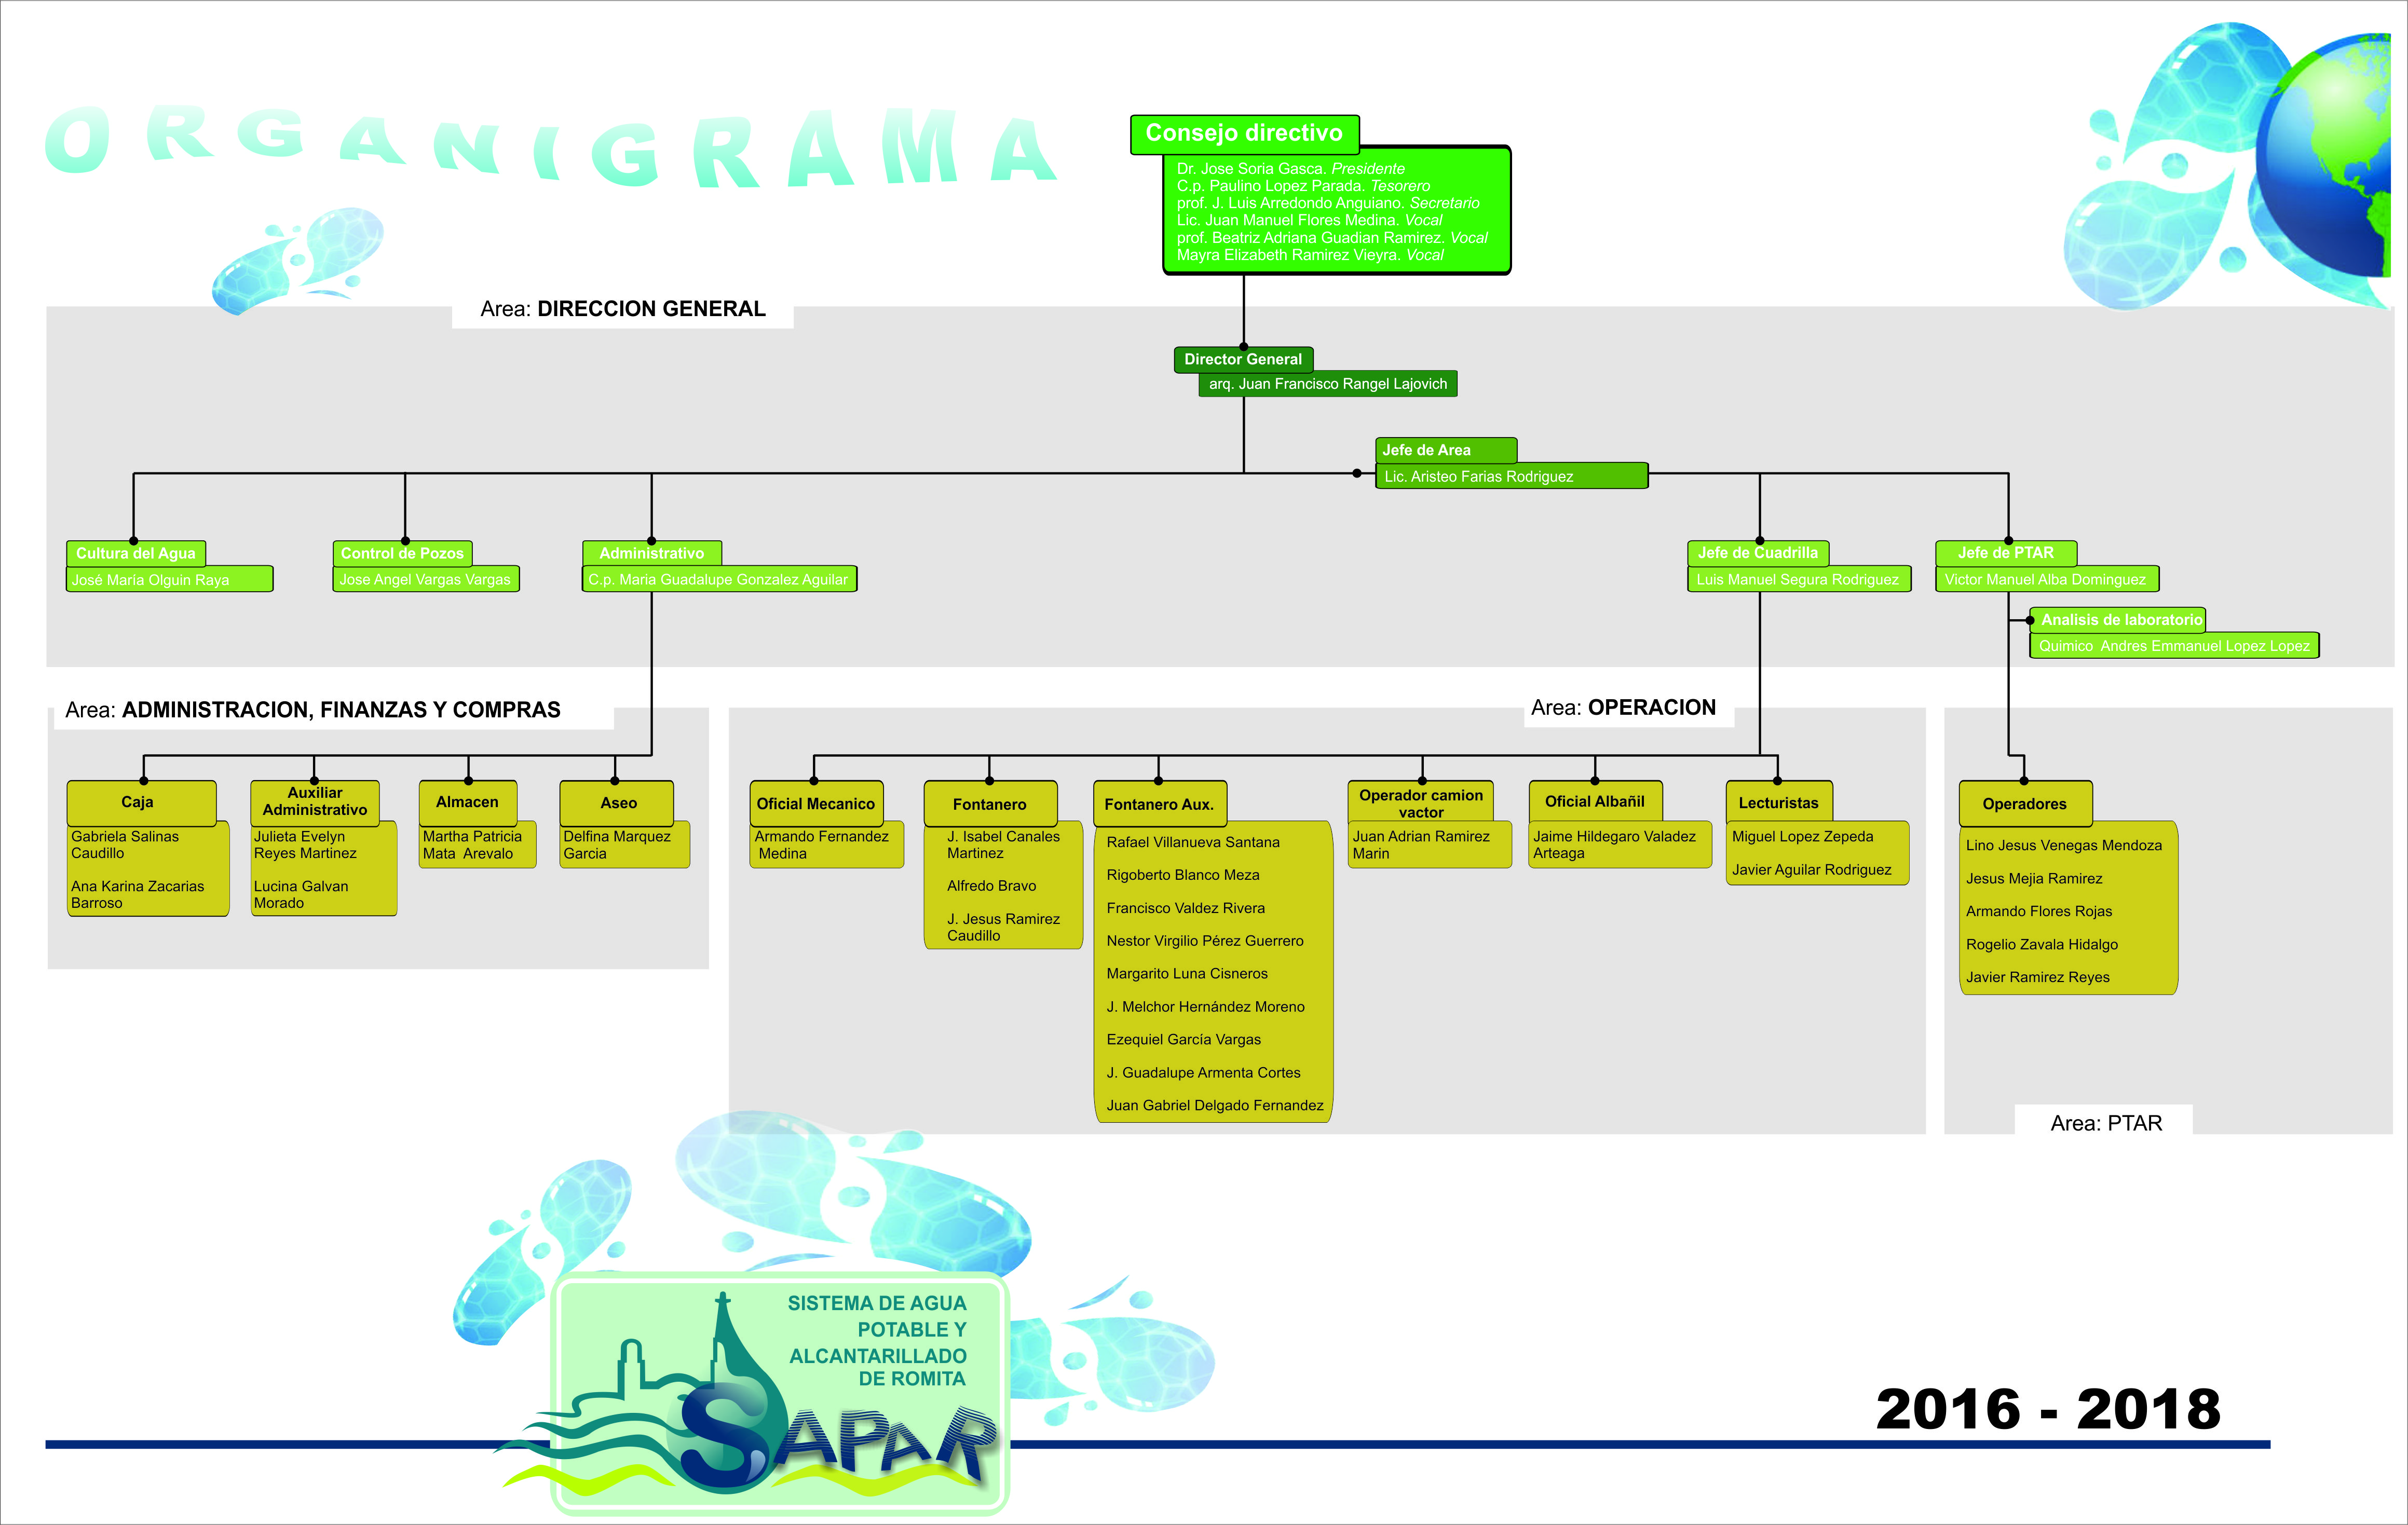 ORGANIGRAMA
Consejo directivo
Dr. Jose Soria Gasca. Presidente
C.p. Paulino Lopez Parada. Tesorero
prof. J. Luis Arredondo Anguiano. Secretario
Lic. Juan Manuel Flores Medina. Vocal
prof. Beatriz Adriana Guadian Ramirez. Vocal
Mayra Elizabeth Ramirez Vieyra. Vocal
Area: DIRECCION GENERAL
Director General
arq. Juan Francisco Rangel Lajovich
Jefe de Area
Lic. Aristeo Farias Rodriguez
Cultura del Agua
José María Olguin Raya
Control de Pozos
Jose Angel Vargas Vargas
Administrativo
C.p. Maria Guadalupe Gonzalez Aguilar
Jefe de Cuadrilla
Luis Manuel Segura Rodriguez
Jefe de PTAR
Victor Manuel Alba Dominguez
Analisis de laboratorio
Quimico Andres Emmanuel Lopez Lopez
Area: ADMINISTRACION, FINANZAS Y COMPRAS
Caja
Gabriela Salinas
Caudillo
Ana Karina Zacarias
Barroso
Auxiliar
Administrativo
Julieta Evelyn
Reyes Martinez
Lucina Galvan
Morado
Almacen
Martha Patricia
Mata Arevalo
Aseo
Delfina Marquez
Garcia
Area: OPERACION
Oficial Mecanico
Armando Fernandez
Medina
Fontanero
J. Isabel Canales
Martinez
Alfredo Bravo
J. Jesus Ramirez
Caudillo
Fontanero Aux.
Rafael Villanueva Santana
Rigoberto Blanco Meza
Francisco Valdez Rivera
Nestor Virgilio Pérez Guerrero
Margarito Luna Cisneros
J. Melchor Hernández Moreno
Ezequiel García Vargas
J. Guadalupe Armenta Cortes
Juan Gabriel Delgado Fernandez
Operador camion
vactor
Juan Adrian Ramirez
Marin
Oficial Albañil
Jaime Hildegaro Valadez
Arteaga
Lecturistas
Miguel Lopez Zepeda
Javier Aguilar Rodriguez
Operadores
Lino Jesus Venegas Mendoza
Jesus Mejia Ramirez
Armando Flores Rojas
Rogelio Zavala Hidalgo
Javier Ramirez Reyes
Area: PTAR
SISTEMA DE AGUA
POTABLE Y
ALCANTARILLADO
DE ROMITA
SAPAR
2016 - 2018